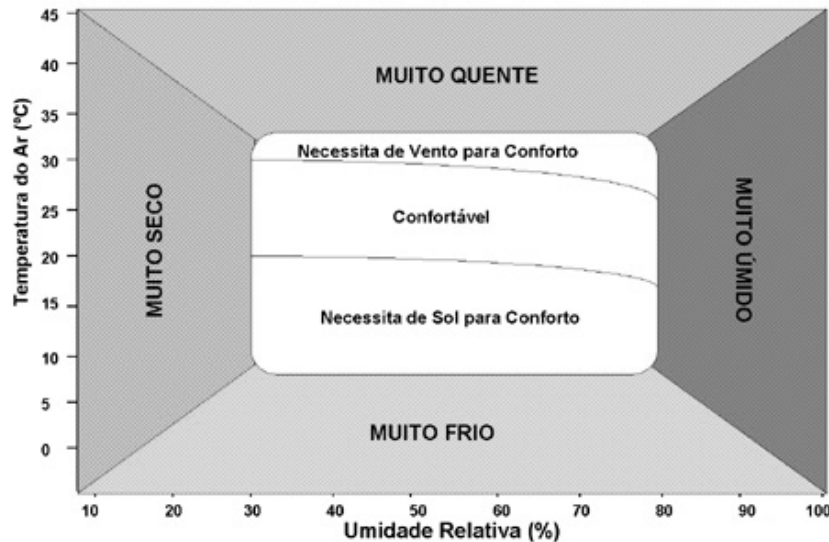 45
40
35
30
25
20
15
10
5
0
Temperatura do Ar (ºC)
MUITO QUENTE
Necessita de Vento para Conforto
Confortável
Necessita de Sol para Conforto
MUITO SECO
MUITO ÚMIDO
MUITO FRIO
10 20 30 40 50 60 70 80 90 100
Umidade Relativa (%)